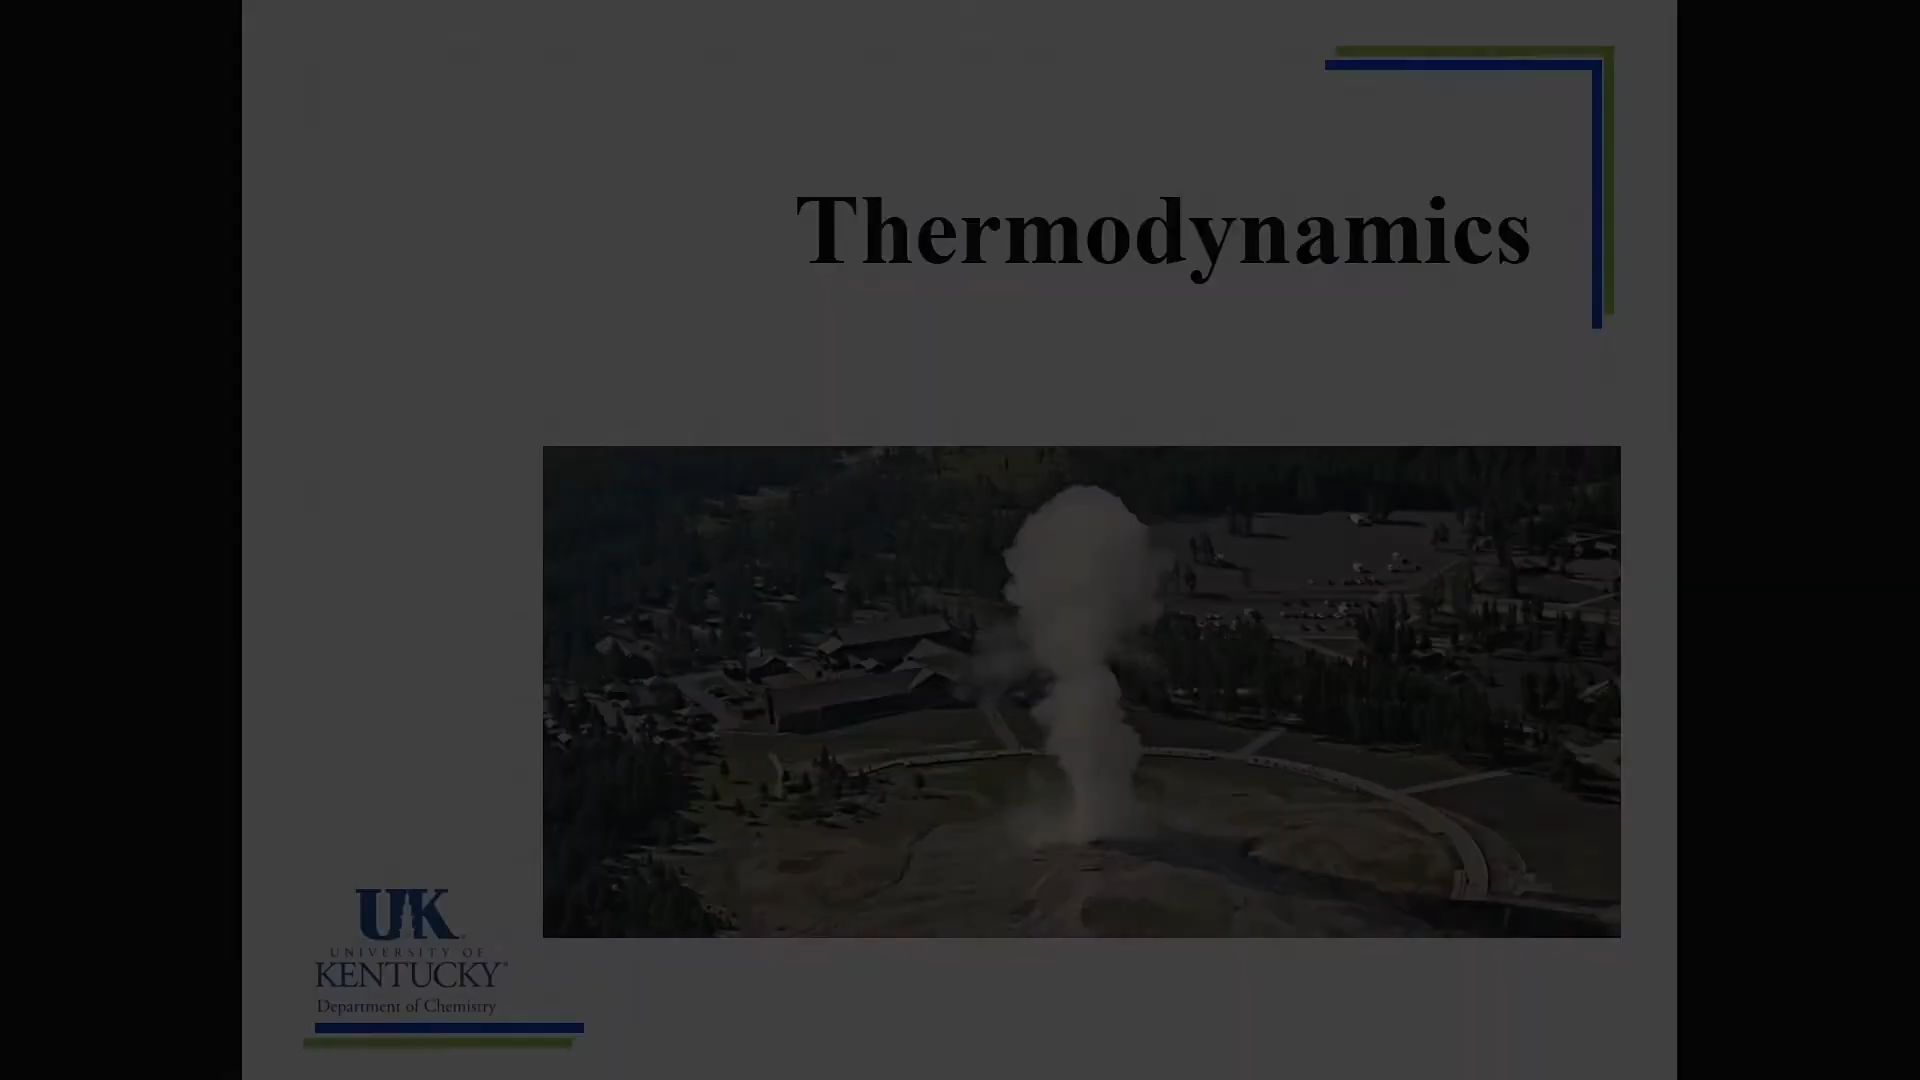 Thermodynamics
UK
UNIVERSITY OF
KENTUCKY®
Department of Chemistry